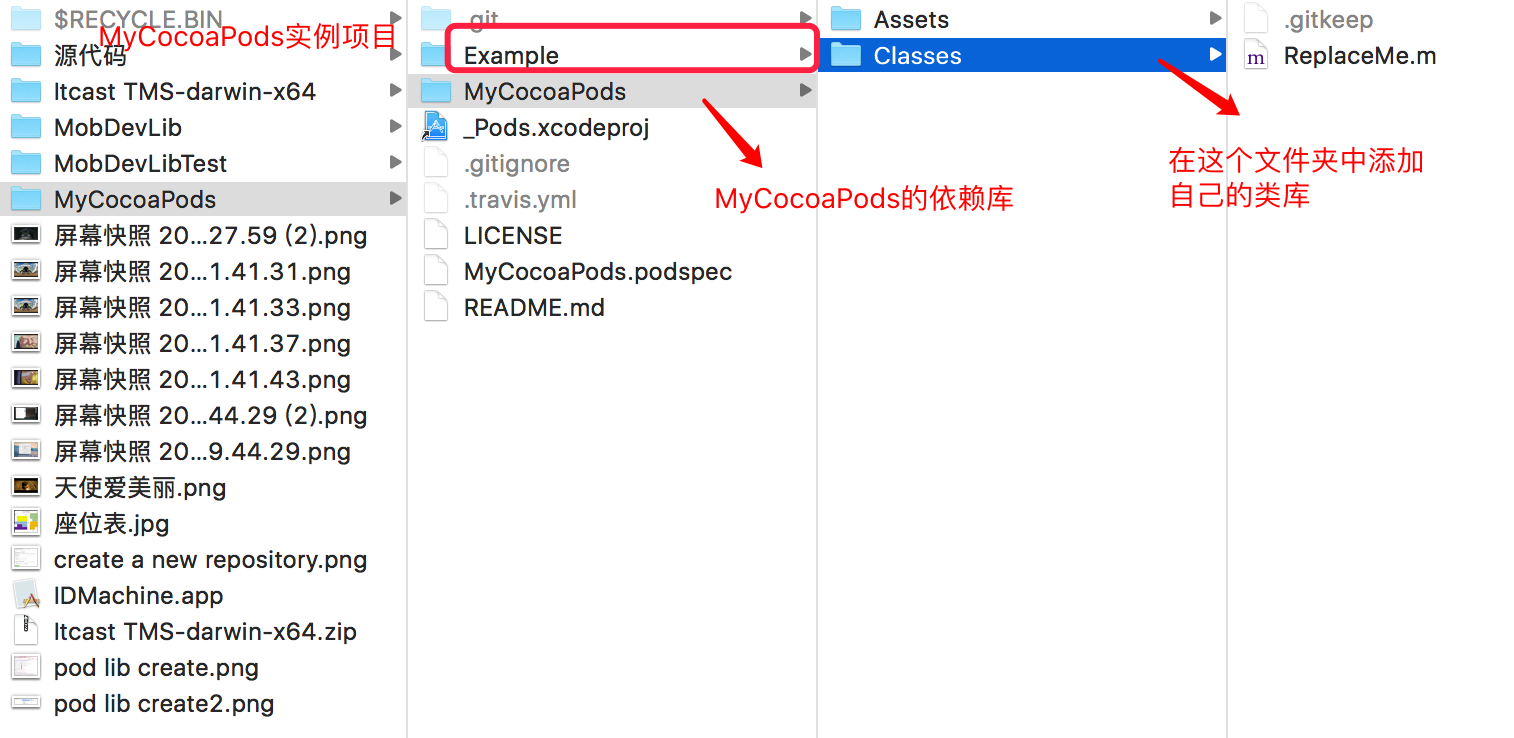 $RECYCLE.BIN
MyCocoaPods实例项目
源代码
Itcast TMS-darwin-x64
MobDevLib
MobDevLibTest
MyCocoaPods
屏幕快照 20...27.59 (2).png
屏幕快照 20...1.41.31.png
屏幕快照 20...1.41.33.png
屏幕快照 20...1.41.37.png
屏幕快照 20...1.41.43.png
屏幕快照 20...44.29 (2).png
屏幕快照 20...9.44.29.png
天使爱美丽.png
座位表.jpg
create a new repository.png
IDMachine.app
Itcast TMS-darwin-x64.zip
pod lib create.png
pod lib create2.png
.git
Example
MyCocoaPods
_Pods.xcodeproj
.gitignore
.travis.yml
LICENSE
MyCocoaPods.podspec
README.md
MyCocoaPods的依赖库
Assets
Classes
.gitkeep
m ReplaceMe.m
在这个文件夹中添加
自己的类库